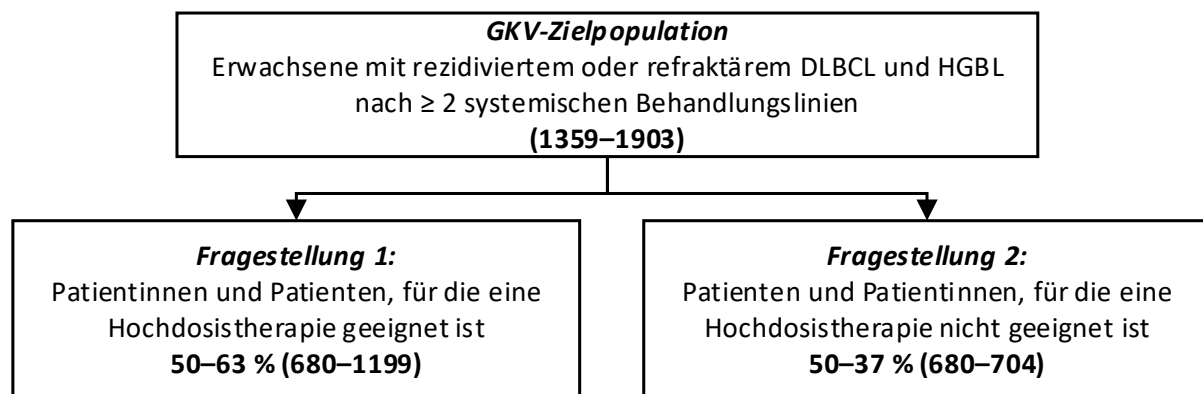 GKV-Zielpopulation
Erwachsene mit rezidiviertem oder refraktärem DLBCL und HGBL
nach ≥ 2 systemischen Behandlungslinien
(1359–1903)
Fragestellung 1:
Patientinnen und Patienten, für die eine
Hochdosistherapie geeignet ist
50–63 % (680–1199)
Fragestellung 2:
Patienten und Patientinnen, für die eine
Hochdosistherapie nicht geeignet ist
50–37 % (680–704)